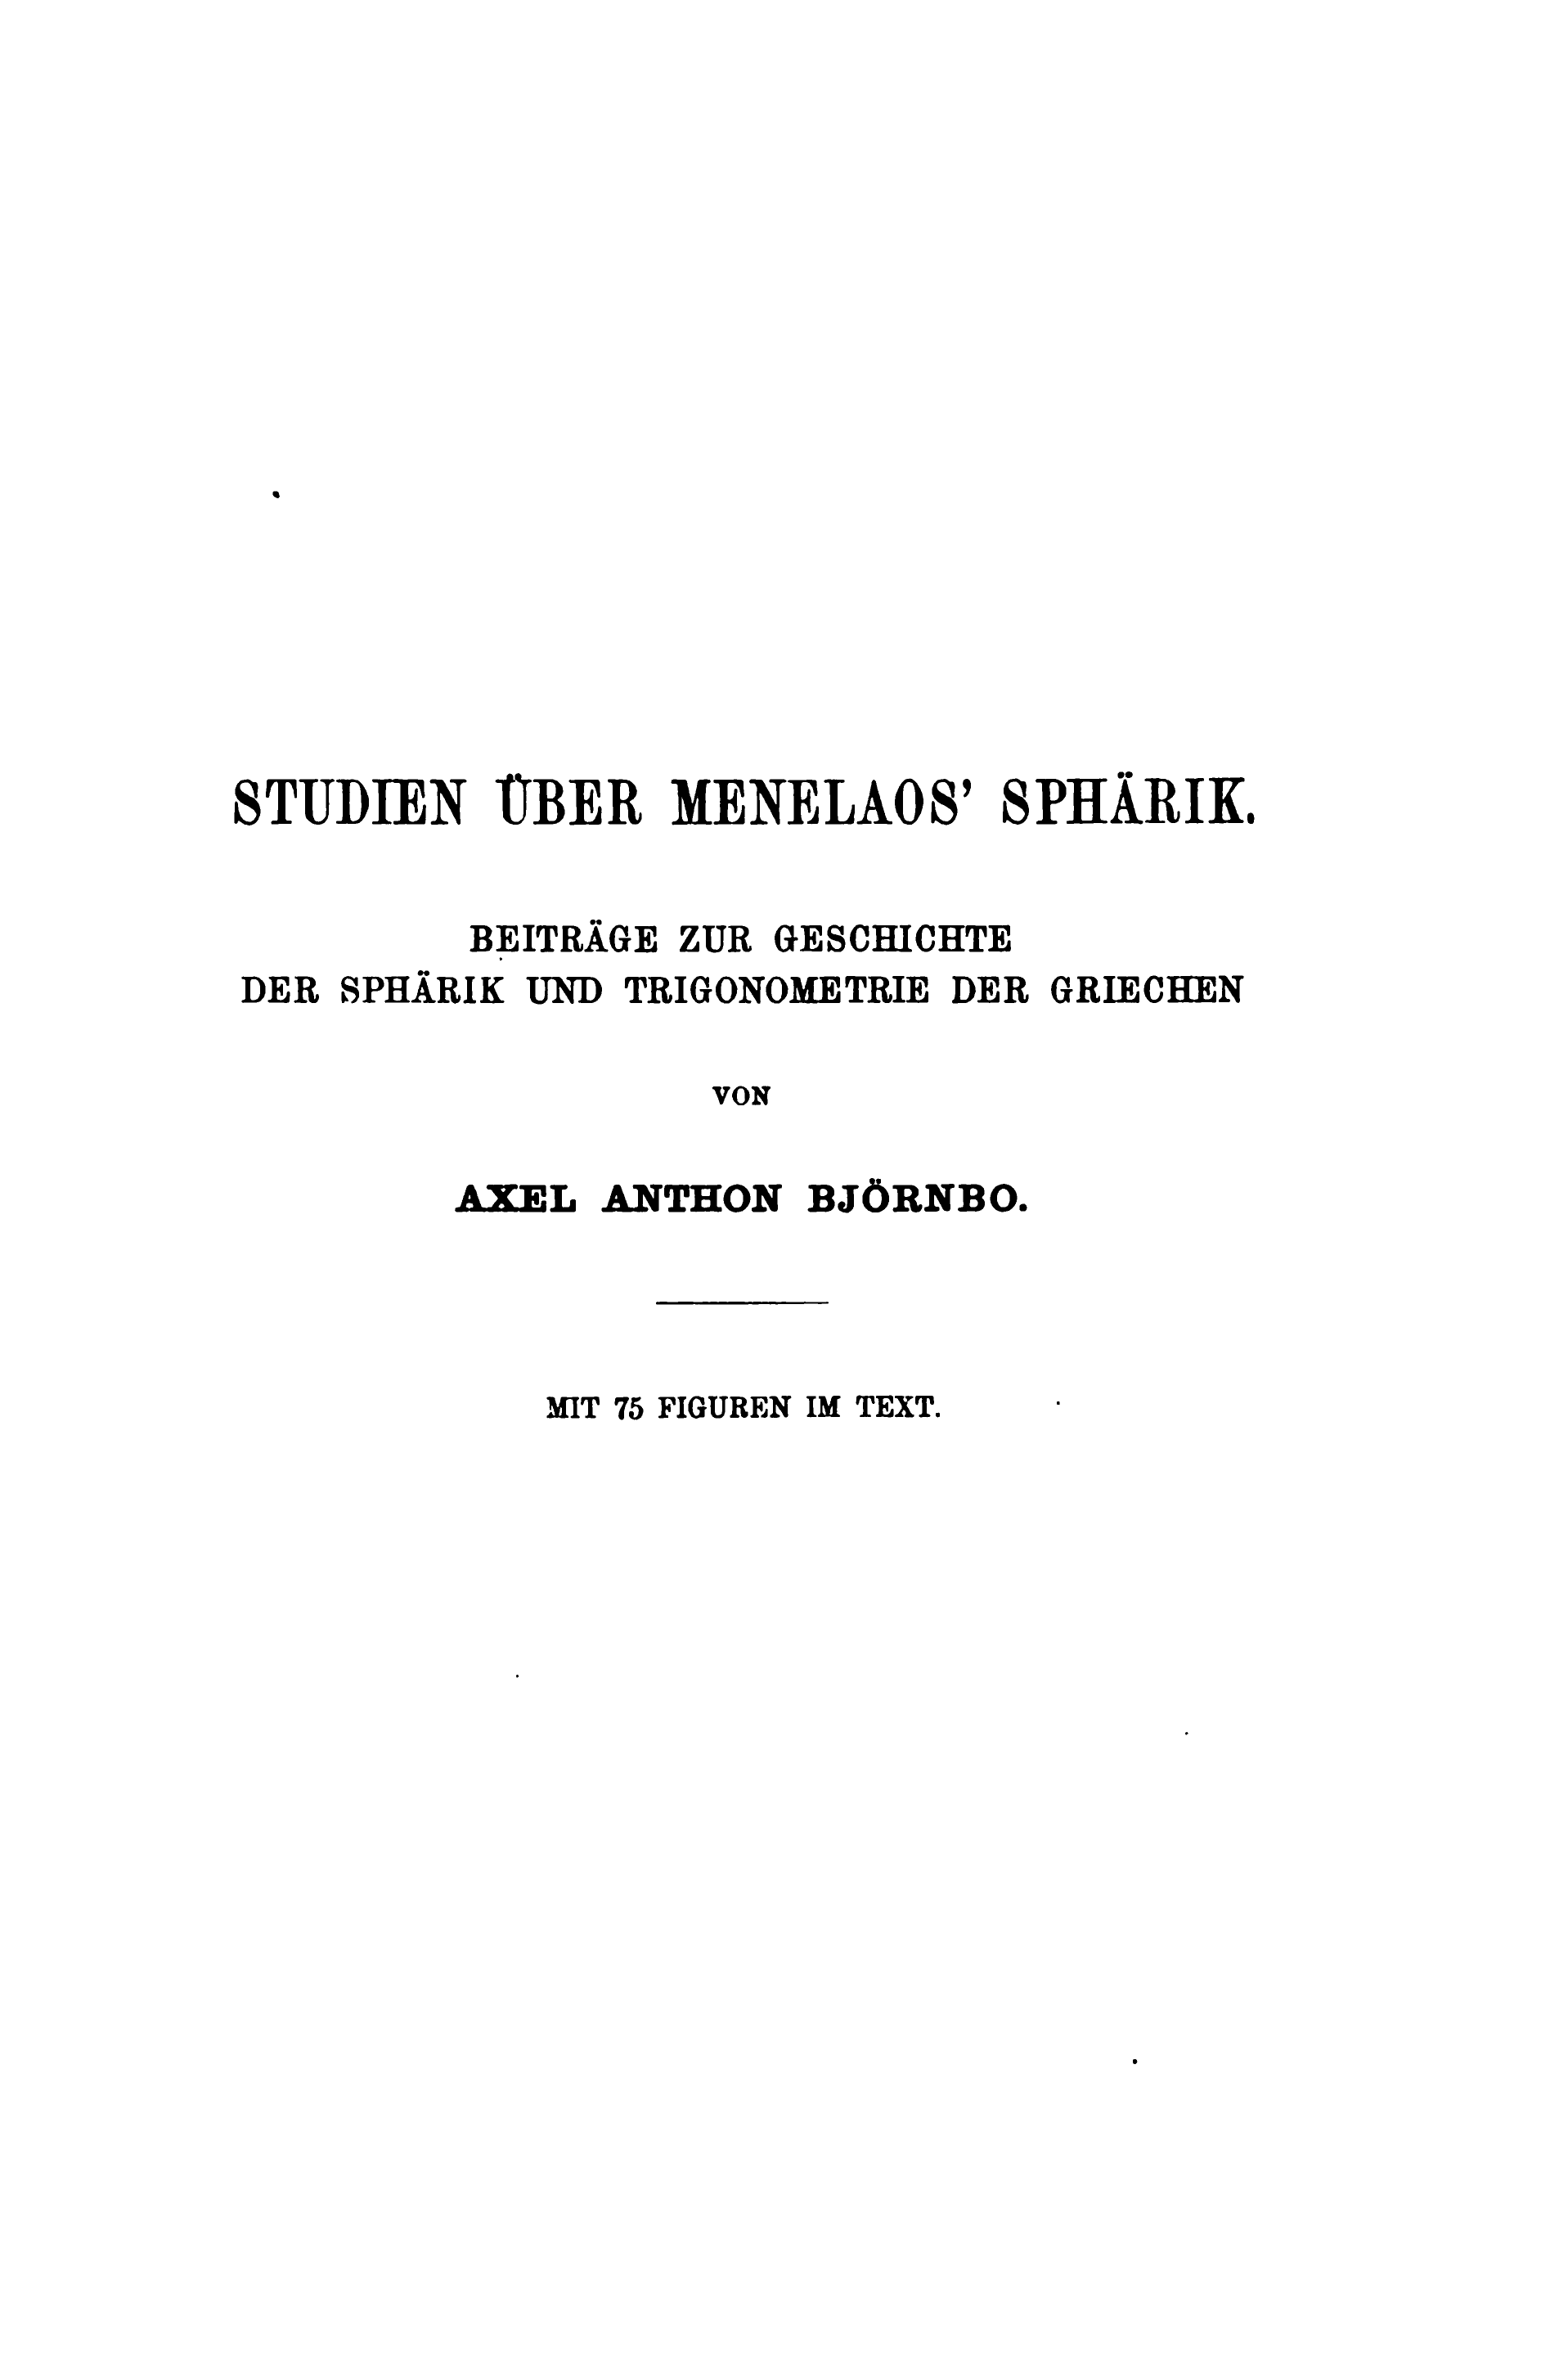 STUDIEN ÜBER MENELAOS' SPHÄRIK.
BEITRÄGE ZUR GESCHICHTE
DER SPHÄRIK UND TRIGONOMETRIE DER GRIECHEN
VON
AXEL ANTHON BJÖRNBO.
MIT 75 FIGUREN IM TEXT.